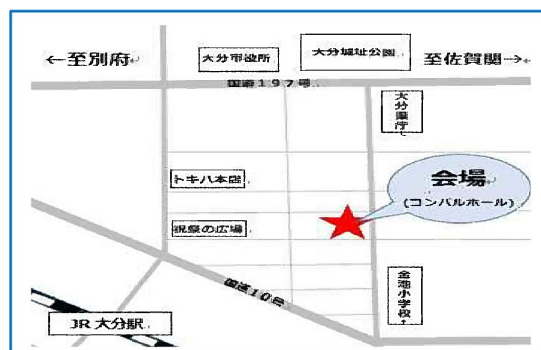 ←至別府
大分市役所
大分城址公園
至佐賀関→
国道197号
大分県庁
トキハ本店
会場
(コンパルホール)
祝祭の広場
国道10号
金池小学校
JR 大分駅